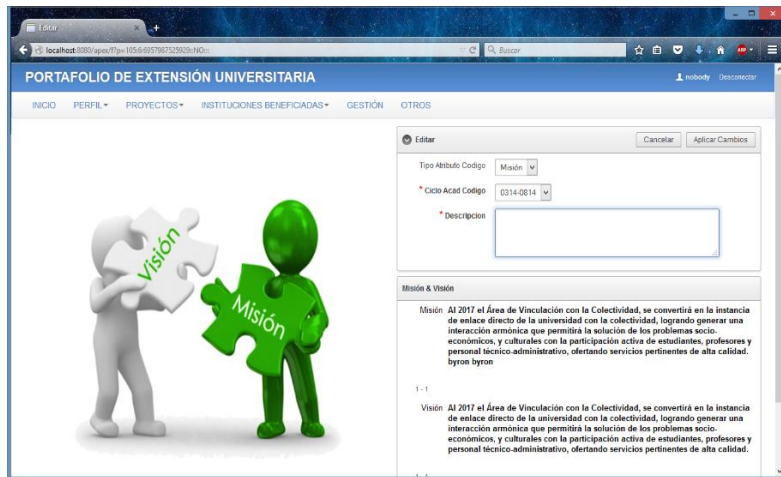 Editar
localhost:8080/apex/f?p=105:6:6957987525929::NO:::
Buscar
PORTAFOLIO DE EXTENSIÓN UNIVERSITARIA
nobody Desconectar
INICIO PERFIL PROYECTOS INSTITUCIONES BENEFICIADAS GESTIÓN OTROS
Editar
Cancelar Aplicar Cambios
Tipo Atributo Codigo Misión
* Ciclo Acad Codigo 0314-0814
* Descripcion
Visión
Misión
Misión & Visión
Misión Al 2017 el Área de Vinculación con la Colectividad, se convertirá en la instancia
de enlace directo de la universidad con la colectividad, logrando generar una
interacción armónica que permitirá la solución de los problemas socio-
económicos, y culturales con la participación activa de estudiantes, profesores y
personal técnico-administrativo, ofertando servicios pertinentes de alta calidad.
byron byron
1 - 1
Visión Al 2017 el Área de Vinculación con la Colectividad, se convertirá en la instancia
de enlace directo de la universidad con la colectividad, logrando generar una
interacción armónica que permitirá la solución de los problemas socio-
económicos, y culturales con la participación activa de estudiantes, profesores y
personal técnico-administrativo, ofertando servicios pertinentes de alta calidad.